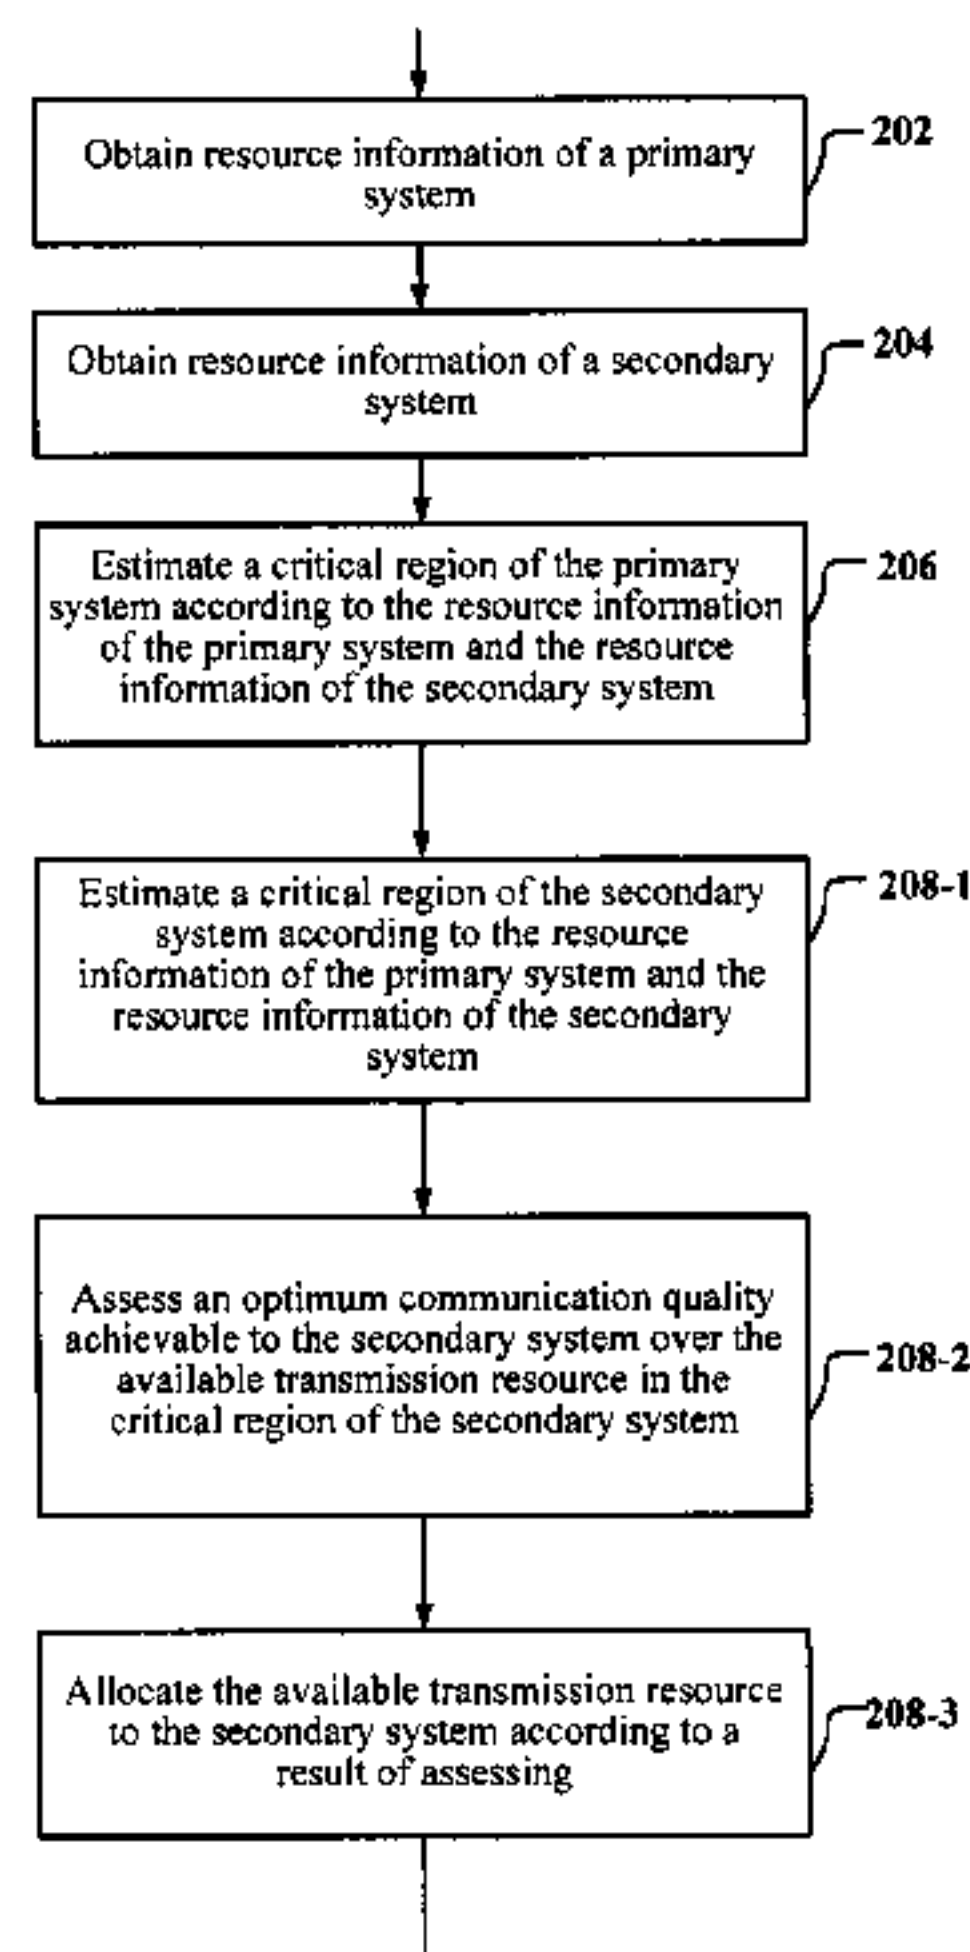 Obtain resource information of a primary
system
202
Obtain resource information of a secondary
system
204
Estimate a critical region of the primary
system according to the resource information
of the primary system and the resource
information of the secondary system
206
Estimate a critical region of the secondary
system according to the resource
information of the primary system and the
resource information of the secondary
system
208-1
Assess an optimum communication quality
achievable to the secondary system over the
available transmission resource in the
critical region of the secondary system
208-2
Allocate the available transmission resource
to the secondary system according to a
result of assessing
208-3